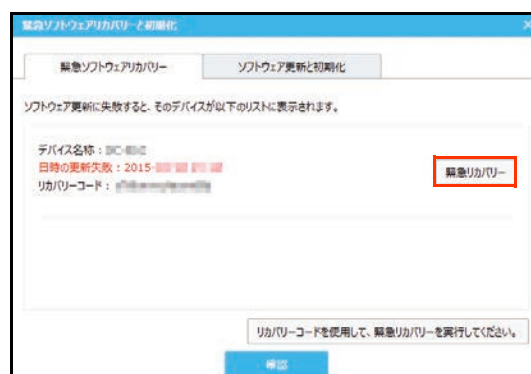 緊急ソフトウェアリカバリーと初期化
緊急ソフトウェアリカバリー
ソフトウェア更新と初期化
ソフトウェア更新に失敗すると、そのデバイスが以下のリストに表示されます。
デバイス名称：
日時の更新失敗：2015-
リカバリーコード：
緊急リカバリー
リカバリーコードを使用して、緊急リカバリーを実行してください。
確認